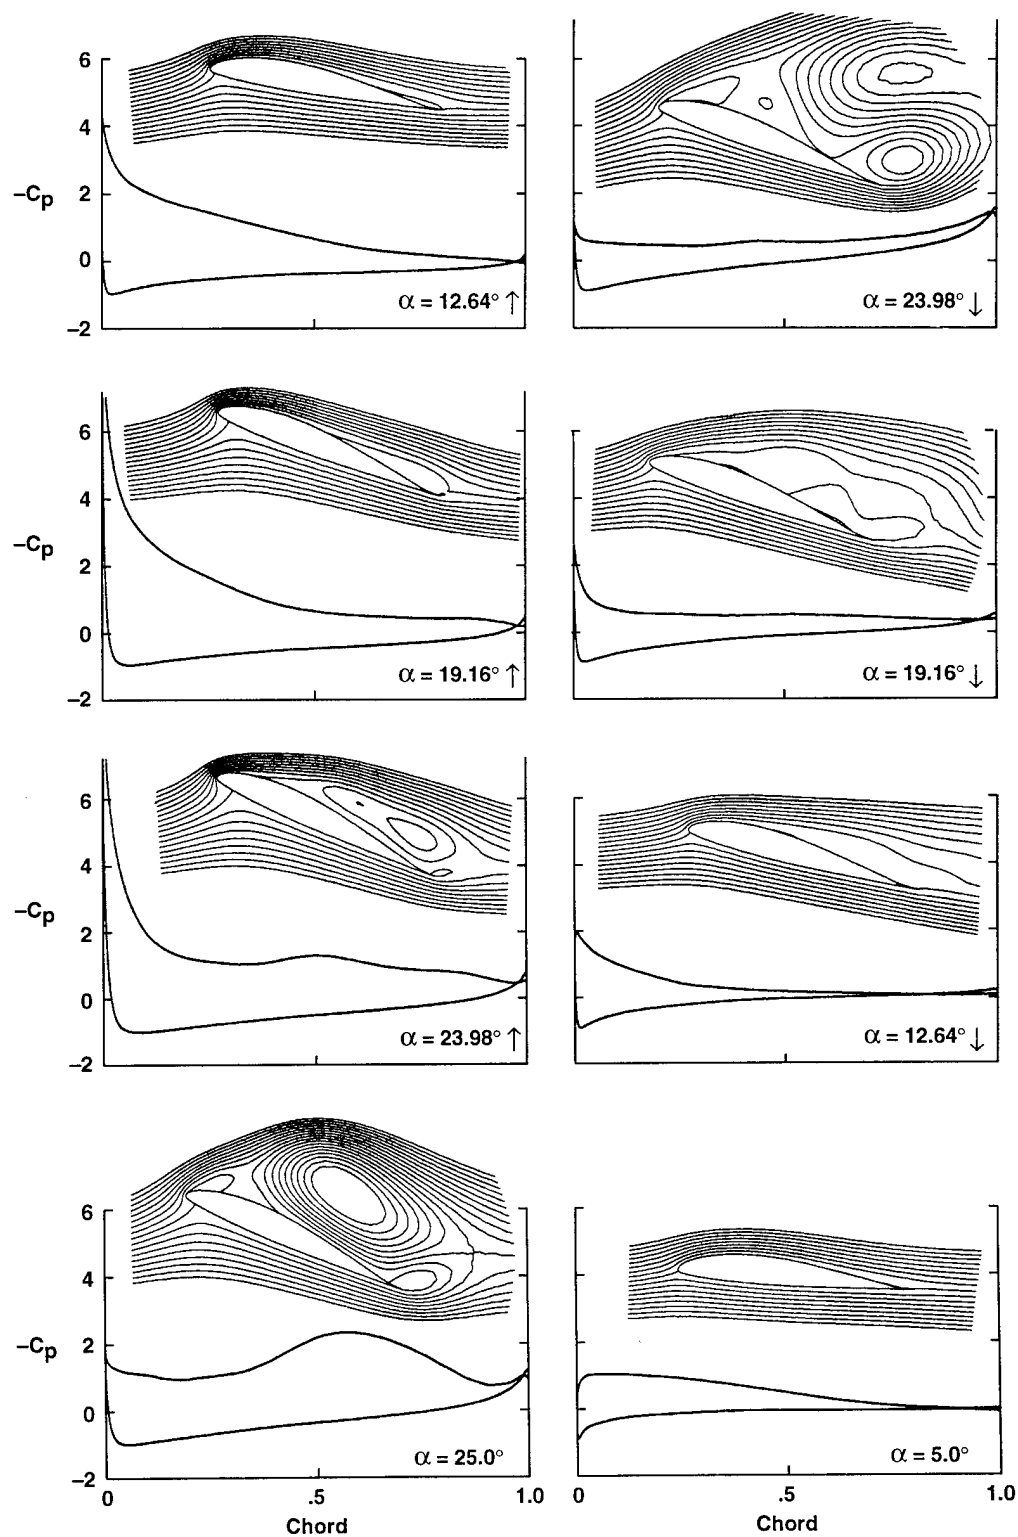 6
4
–Cp 2
0
–2
α = 12.64° ↑
α = 23.98° ↓
6
4
–Cp
2
0
–2
α = 19.16° ↑
α = 19.16° ↓
6
4
–Cp
2
0
–2
α = 23.98° ↑
α = 12.64° ↓
6
4
–Cp 2
0
–2
α = 25.0°
α = 5.0°
0 .5 1.0
Chord
0 .5 1.0
Chord